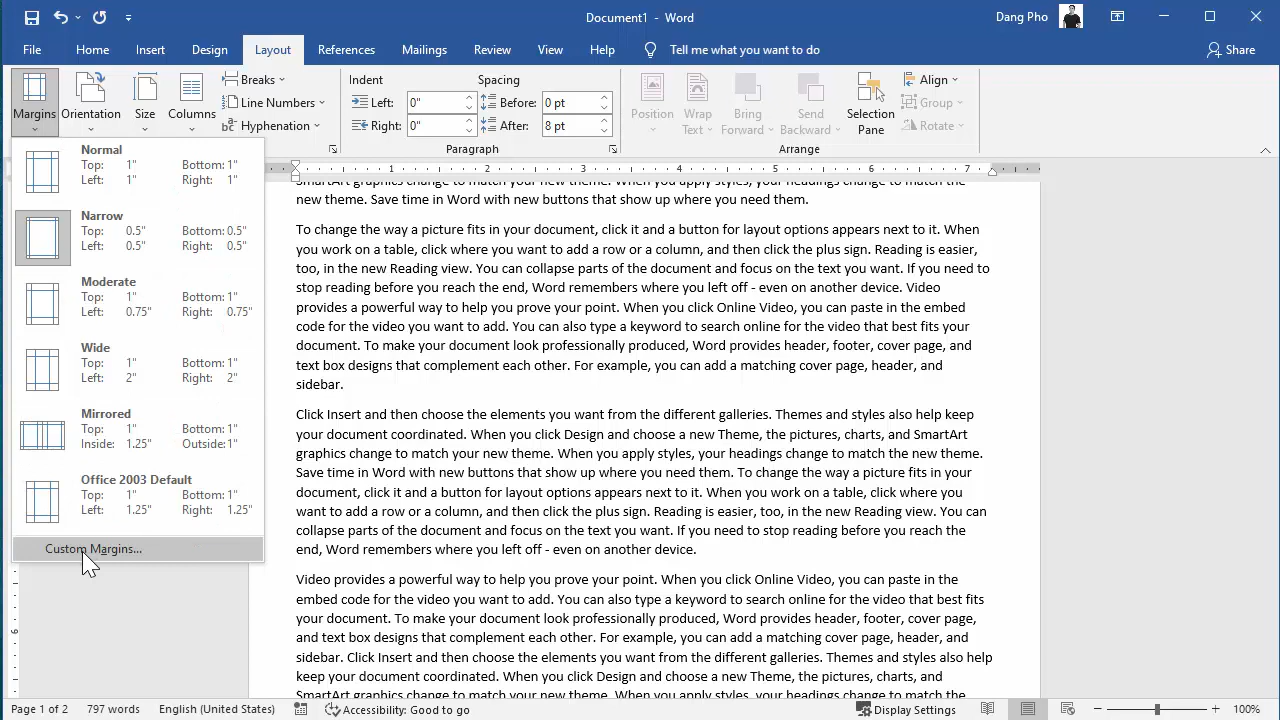 Document1 - Word
Dang Pho
File Home Insert Design Layout References Mailings Review View Help Tell me what you want to do Share
Margins
Orientation
Size
Columns
Breaks
Line Numbers
Hyphenation
Indent
Left: 0"
Right: 0"
Spacing
Before: 0 pt
After: 8 pt
Paragraph
Position
Wrap
Text
Bring
Forward
Send
Backward
Selection
Pane
Align
Group
Rotate
Arrange
Normal
Top: 1" Bottom: 1"
Left: 1" Right: 1"
Narrow
Top: 0.5" Bottom: 0.5"
Left: 0.5" Right: 0.5"
Moderate
Top: 1" Bottom: 1"
Left: 0.75" Right: 0.75"
Wide
Top: 1" Bottom: 1"
Left: 2" Right: 2"
Mirrored
Top: 1" Bottom: 1"
Inside: 1.25" Outside: 1"
Office 2003 Default
Top: 1" Bottom: 1"
Left: 1.25" Right: 1.25"
Custom Margins...
1 2 3 4 5 6 7
new theme. Save time in Word with new buttons that show up where you need them.
To change the way a picture fits in your document, click it and a button for layout options appears next to it. When
you work on a table, click where you want to add a row or a column, and then click the plus sign. Reading is easier,
too, in the new Reading view. You can collapse parts of the document and focus on the text you want. If you need to
stop reading before you reach the end, Word remembers where you left off - even on another device. Video
provides a powerful way to help you prove your point. When you click Online Video, you can paste in the embed
code for the video you want to add. You can also type a keyword to search online for the video that best fits your
document. To make your document look professionally produced, Word provides header, footer, cover page, and
text box designs that complement each other. For example, you can add a matching cover page, header, and
sidebar.
Click Insert and then choose the elements you want from the different galleries. Themes and styles also help keep
your document coordinated. When you click Design and choose a new Theme, the pictures, charts, and SmartArt
graphics change to match your new theme. When you apply styles, your headings change to match the new theme.
Save time in Word with new buttons that show up where you need them. To change the way a picture fits in your
document, click it and a button for layout options appears next to it. When you work on a table, click where you
want to add a row or a column, and then click the plus sign. Reading is easier, too, in the new Reading view. You can
collapse parts of the document and focus on the text you want. If you need to stop reading before you reach the
end, Word remembers where you left off - even on another device.
Video provides a powerful way to help you prove your point. When you click Online Video, you can paste in the
embed code for the video you want to add. You can also type a keyword to search online for the video that best fits
your document. To make your document look professionally produced, Word provides header, footer, cover page,
and text box designs that complement each other. For example, you can add a matching cover page, header, and
sidebar. Click Insert and then choose the elements you want from the different galleries. Themes and styles also help
keep your document coordinated. When you click Design and choose a new Theme, the pictures, charts, and
SmartArt graphics change to match your new theme. When you apply styles, your headings change to match the
Page 1 of 2 797 words English (United States) Accessibility: Good to go Display Settings 100%